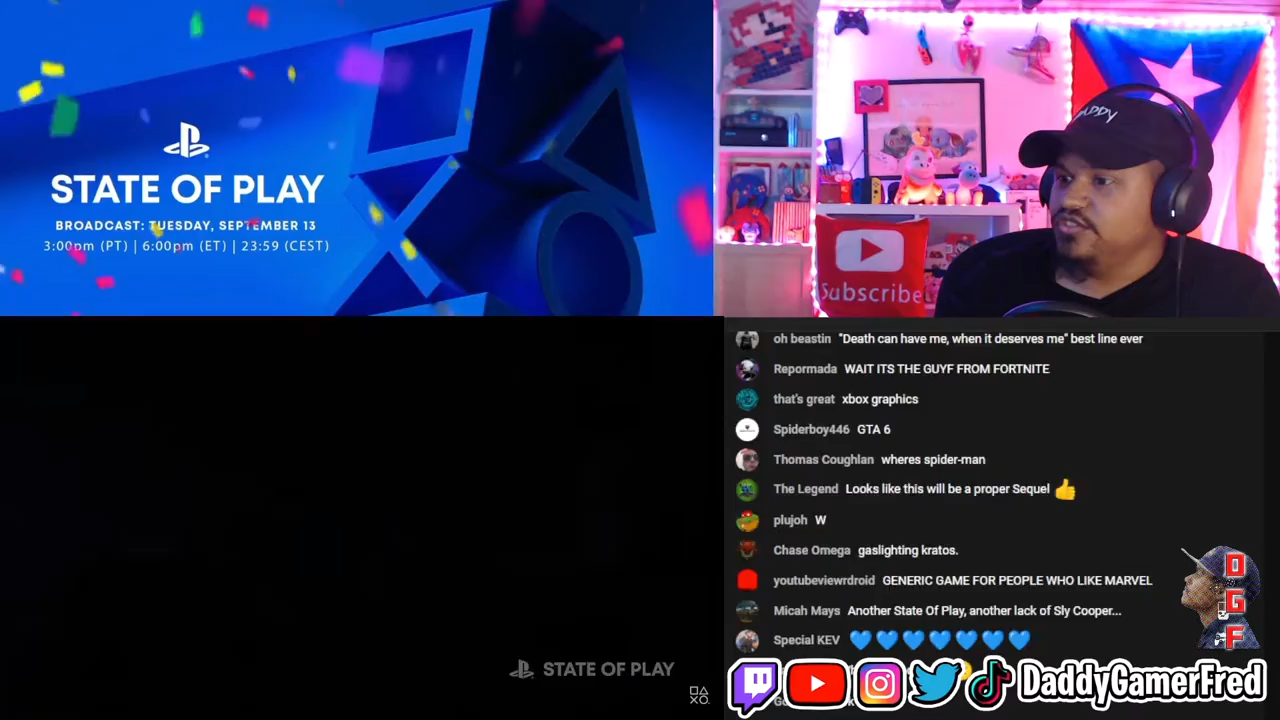 STATE OF PLAY
BROADCAST: TUESDAY, SEPTEMBER 13
3:00pm (PT) | 6:00pm (ET) | 23:59 (CEST)
Subscribe
oh beastin "Death can have me, when it deserves me" best line ever
Repormada WAIT ITS THE GUYF FROM FORTNITE
that's great xbox graphics
Spiderboy446 GTA 6
Thomas Coughlan wheres spider-man
The Legend Looks like this will be a proper Sequel 👍
plujoh W
Chase Omega gaslighting kratos.
youtubeviewrdroid GENERIC GAME FOR PEOPLE WHO LIKE MARVEL
Micah Mays Another State Of Play, another lack of Sly Cooper...
Special KEV 💙💙💙💙💙💙💙
STATE OF PLAY
DaddyGamerFred
DGF